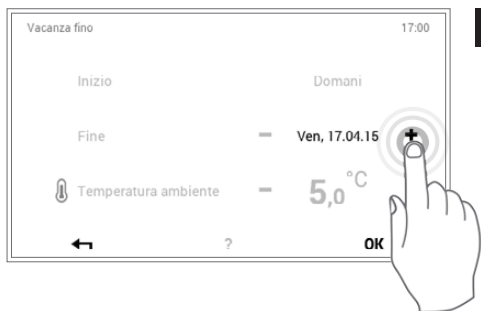 Vacanza fino 17:00
Inizio Domani
Fine − Ven, 17.04.15 +
Temperatura ambiente − 5,0 °C
? OK